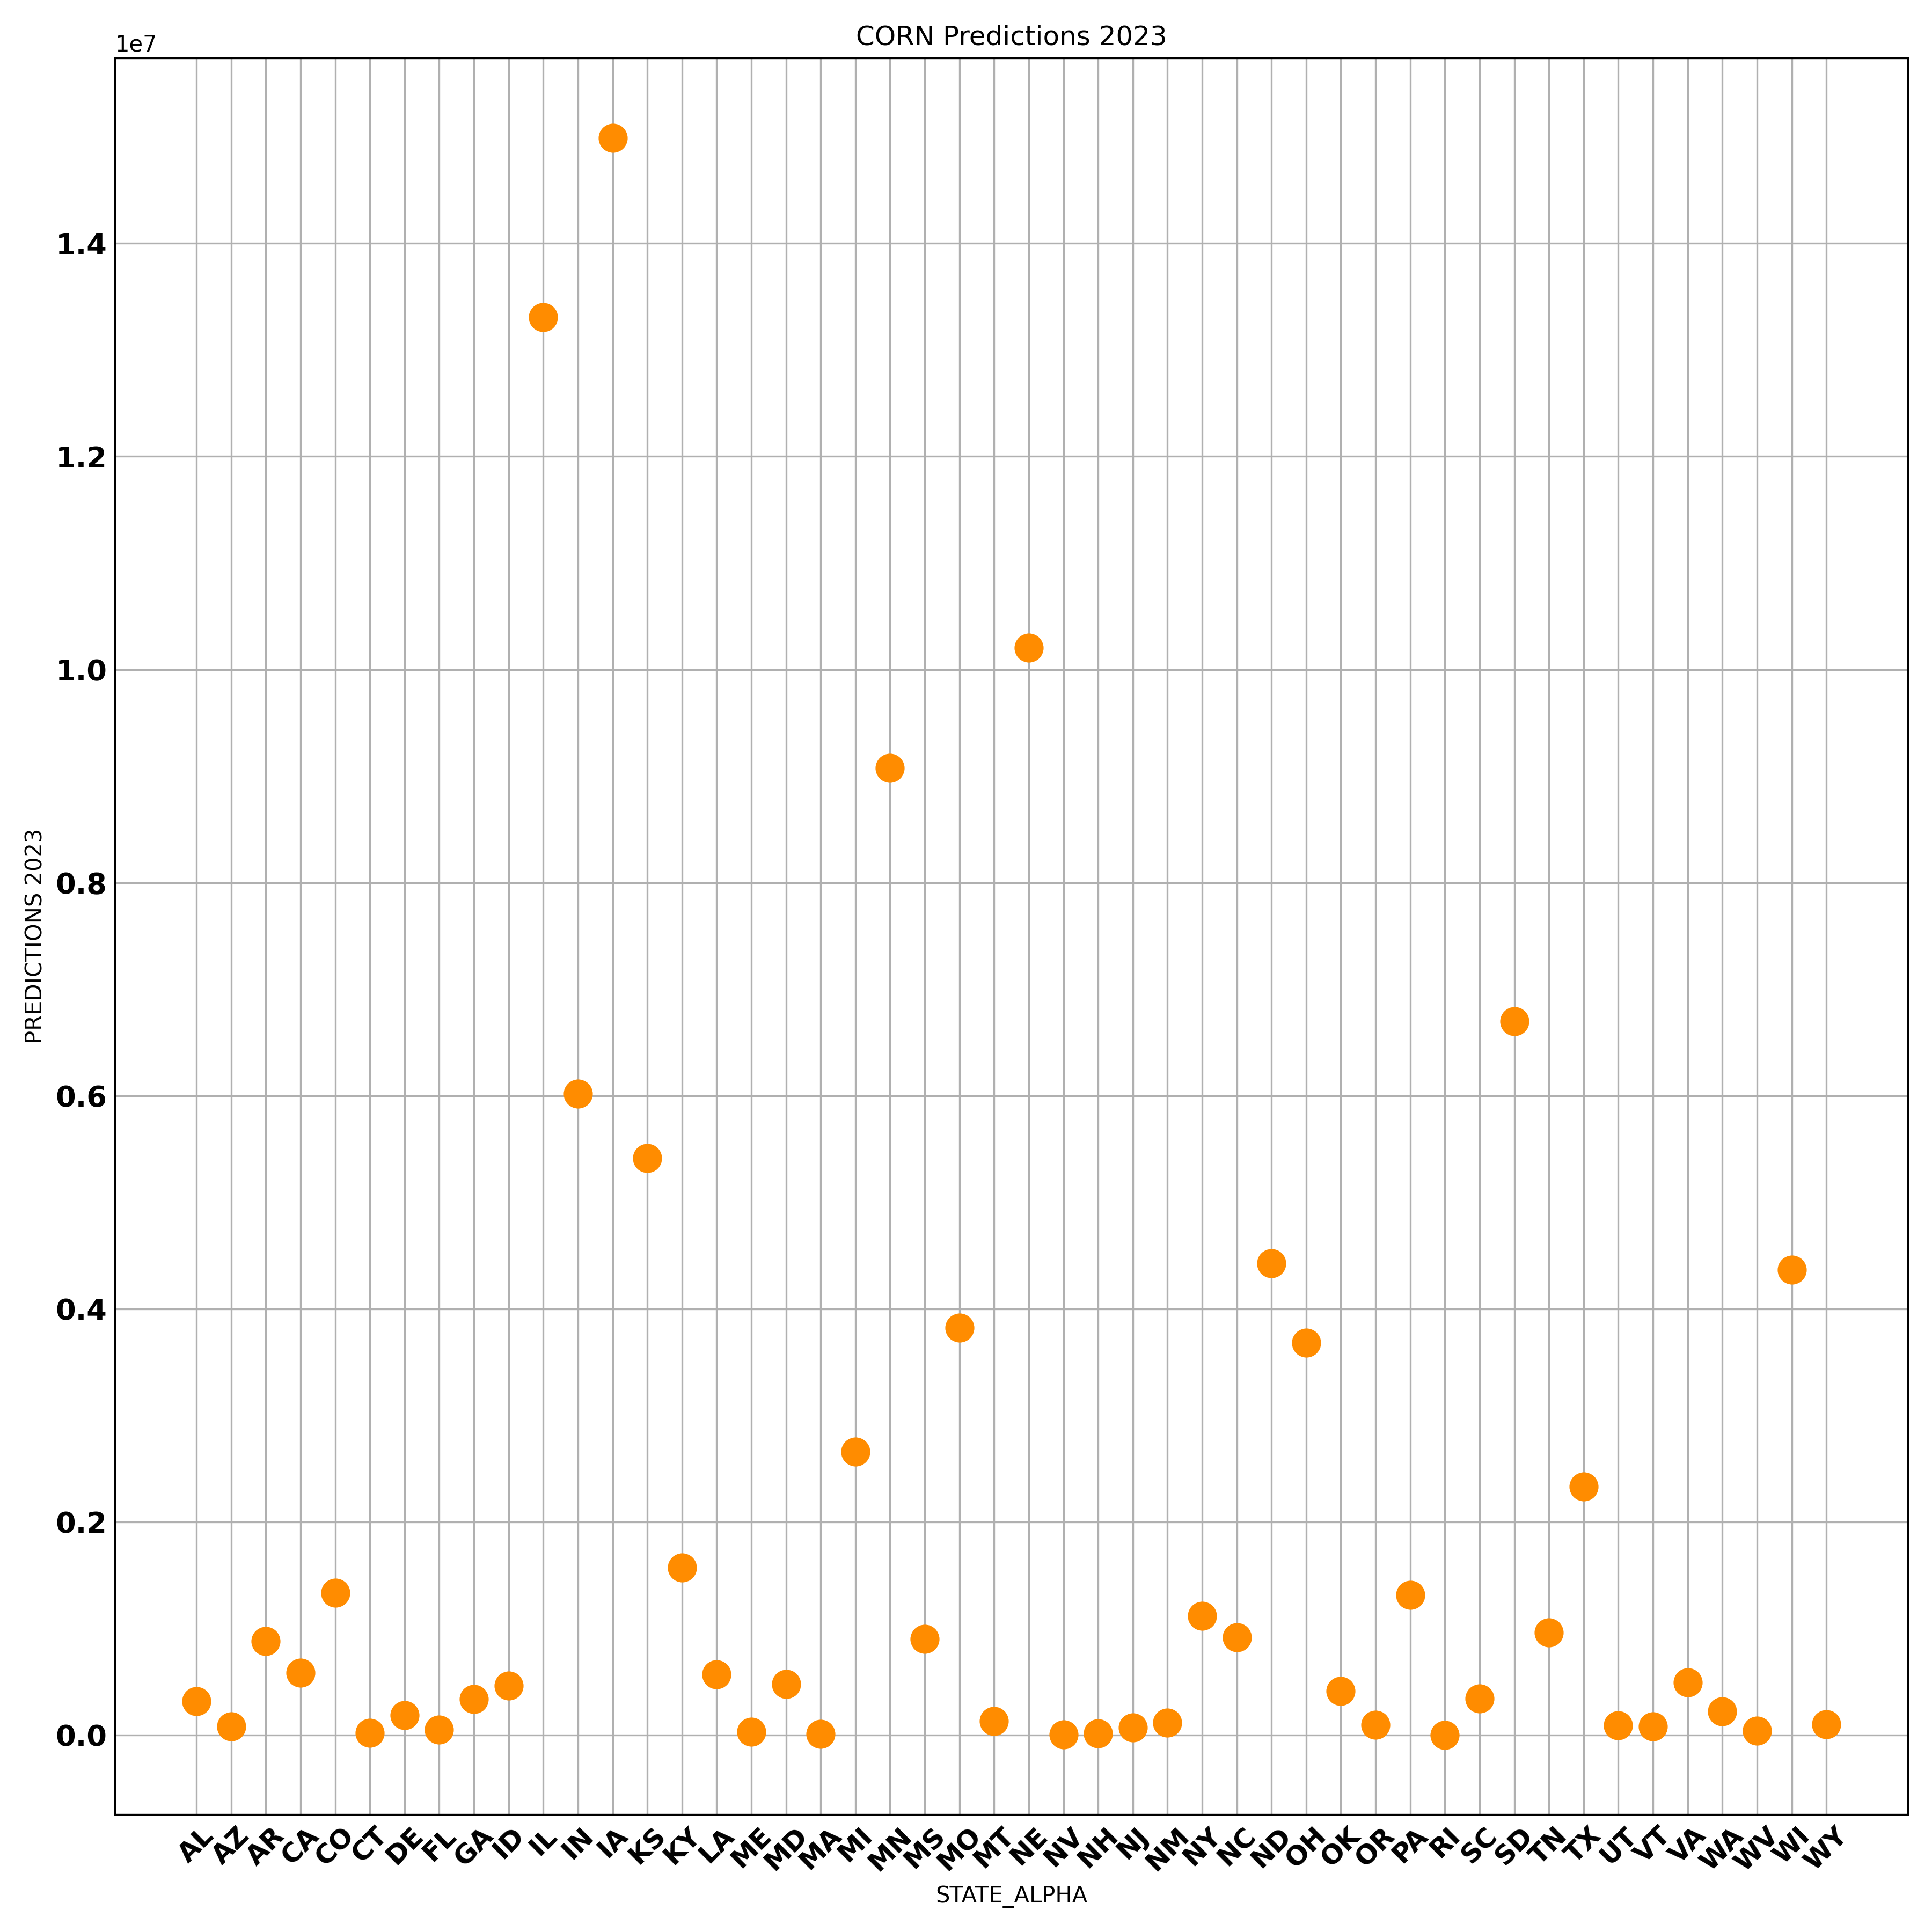 CORN Predictions 2023
1e7
1.4
1.2
1.0
0.8
0.6
0.4
0.2
0.0
PREDICTIONS 2023
AL AZ AR CA CO CT DE FL GA ID IL IN IA KS KY LA ME MD MA MI MN MS MO MT NE NV NH NJ NM NY NC ND OH OK OR PA RI SC SD TN TX UT VT VA WA WV WI WY
STATE_ALPHA